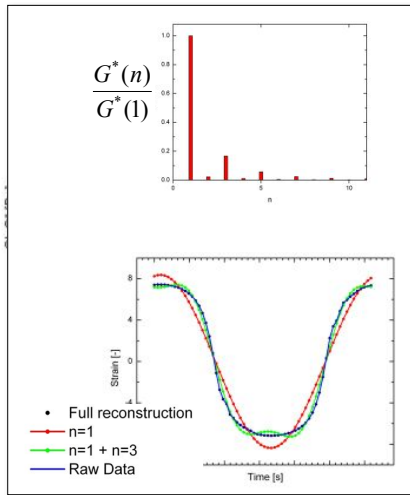 G*(n)
G*(1)
1.0
0.8
0.6
0.4
0.2
0.0
0
5
10
n
8
4
0
-4
Strain [-]
Full reconstruction
n=1
n=1 + n=3
Raw Data
Time [s]